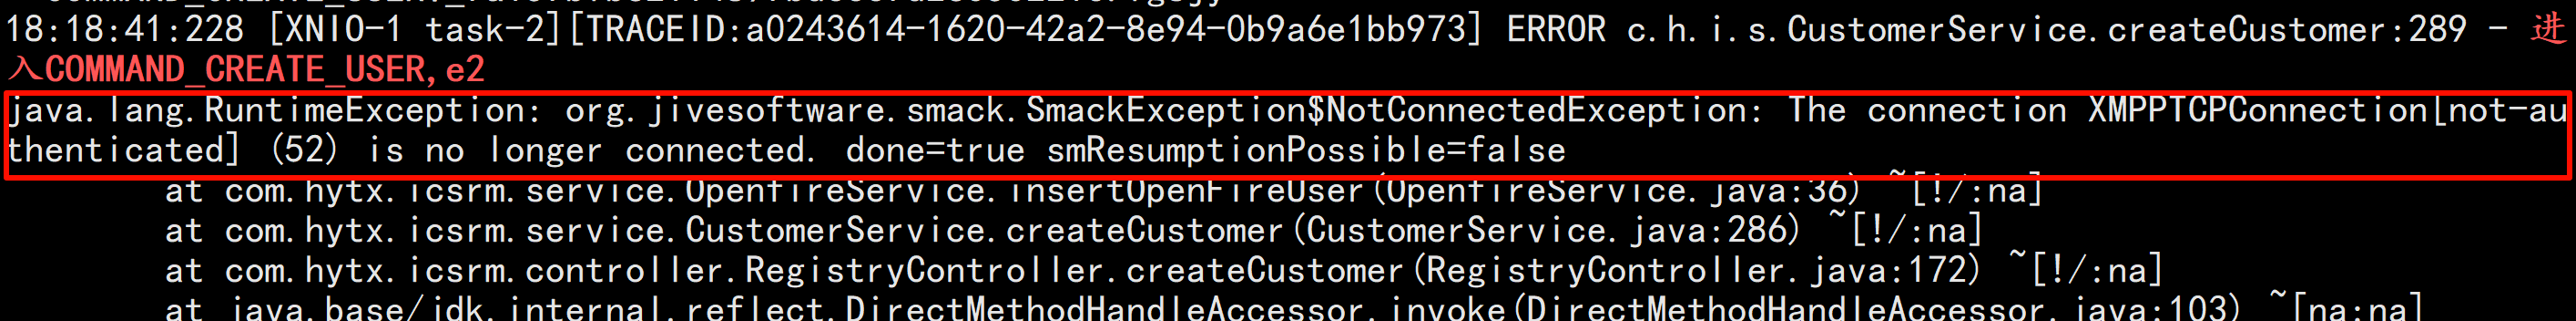 18:18:41:228 [XNIO-1 task-2][TRACEID:a0243614-1620-42a2-8e94-0b9a6e1bb973] ERROR c.h.i.s.CustomerService.createCustomer:289 - 进
入COMMAND_CREATE_USER,e2
java.lang.RuntimeException: org.jivesoftware.smack.SmackException$NotConnectedException: The connection XMPPTCPConnection[not-au
thenticated] (52) is no longer connected. done=true smResumptionPossible=false
at com.hytx.icsrm.service.OpenfireService.insertOpenFireUser(OpenfireService.java:36) ~[!/:na]
at com.hytx.icsrm.service.CustomerService.createCustomer(CustomerService.java:286) ~[!/:na]
at com.hytx.icsrm.controller.RegistryController.createCustomer(RegistryController.java:172) ~[!/:na]
at java.base/jdk.internal.reflect.DirectMethodHandleAccessor.invoke(DirectMethodHandleAccessor.java:103) ~[na:na]